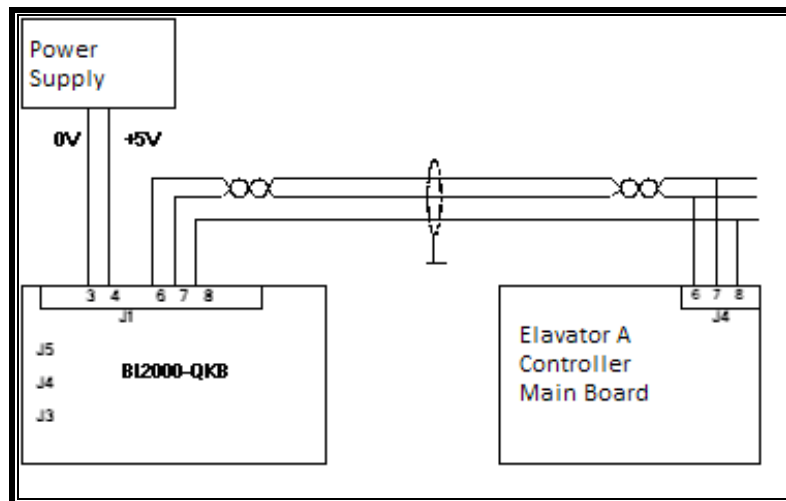 Power
Supply
0V +5V
3 4 6 7 8
J1
J5
J4
J3
BL2000-QKB
6 7 8
J4
Elavator A
Controller
Main Board